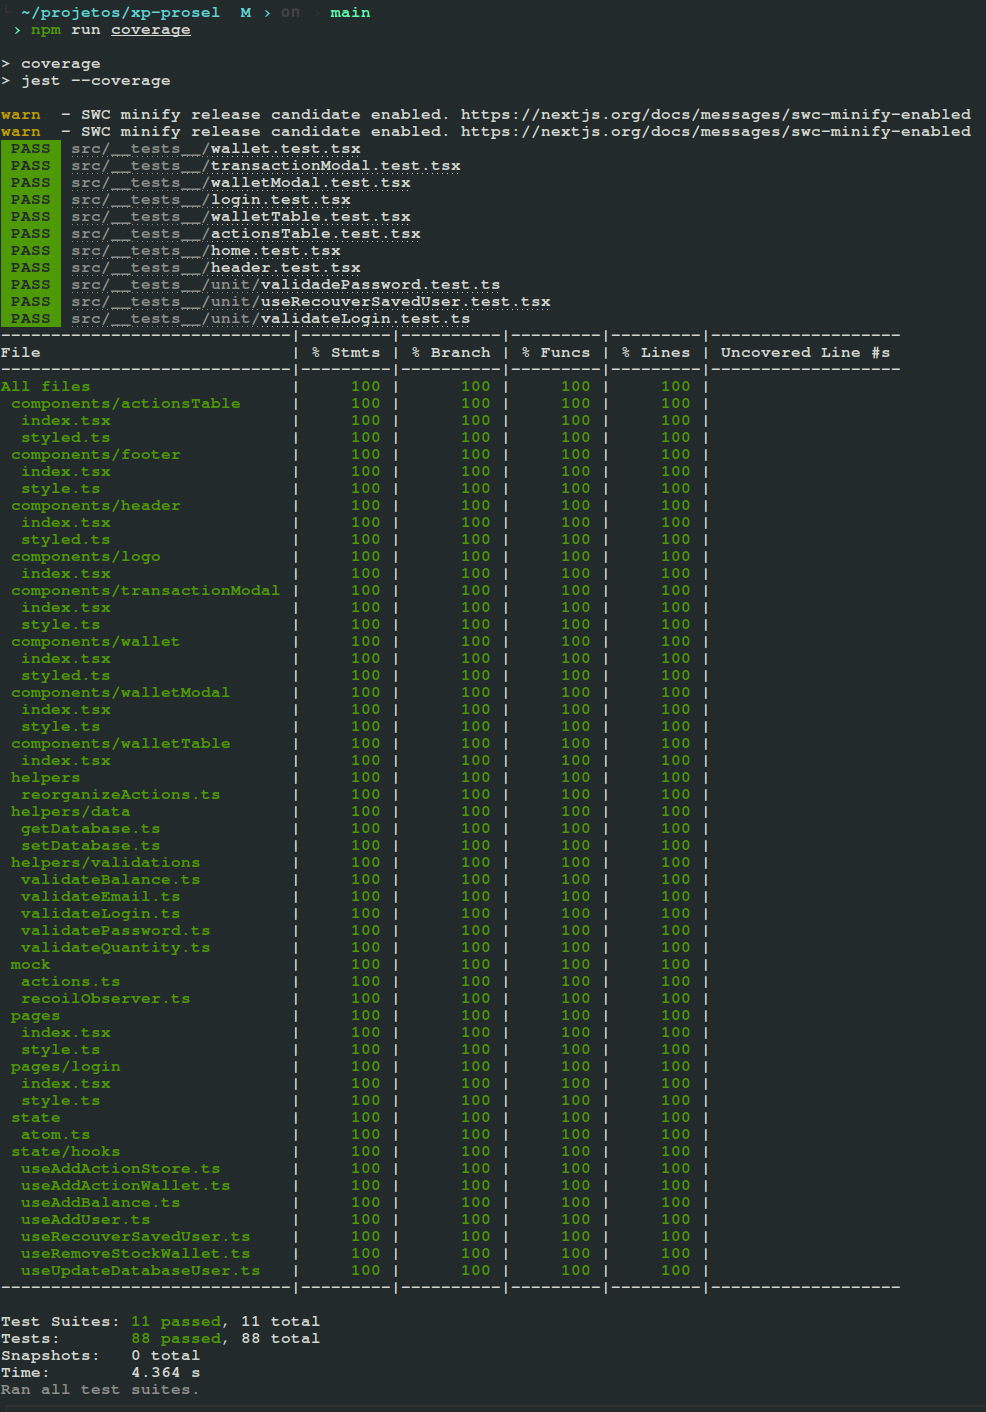 ~/projetos/xp-prosel  M › on  main
› npm run coverage
> coverage
> jest --coverage
warn  - SWC minify release candidate enabled. https://nextjs.org/docs/messages/swc-minify-enabled
warn  - SWC minify release candidate enabled. https://nextjs.org/docs/messages/swc-minify-enabled
PASS  src/__tests__/wallet.test.tsx
PASS  src/__tests__/transactionModal.test.tsx
PASS  src/__tests__/walletModal.test.tsx
PASS  src/__tests__/login.test.tsx
PASS  src/__tests__/walletTable.test.tsx
PASS  src/__tests__/actionsTable.test.tsx
PASS  src/__tests__/home.test.tsx
PASS  src/__tests__/header.test.tsx
PASS  src/__tests__/unit/validadePassword.test.ts
PASS  src/__tests__/unit/useRecouverSavedUser.test.tsx
PASS  src/__tests__/unit/validateLogin.test.ts
-----------------------------|---------|----------|---------|---------|-------------------
File                         | % Stmts | % Branch | % Funcs | % Lines | Uncovered Line #s
-----------------------------|---------|----------|---------|---------|-------------------
All files                    |     100 |      100 |     100 |     100 |
 components/actionsTable     |     100 |      100 |     100 |     100 |
  index.tsx                  |     100 |      100 |     100 |     100 |
  styled.ts                  |     100 |      100 |     100 |     100 |
 components/footer           |     100 |      100 |     100 |     100 |
  index.tsx                  |     100 |      100 |     100 |     100 |
  style.ts                   |     100 |      100 |     100 |     100 |
 components/header           |     100 |      100 |     100 |     100 |
  index.tsx                  |     100 |      100 |     100 |     100 |
  styled.ts                  |     100 |      100 |     100 |     100 |
 components/logo             |     100 |      100 |     100 |     100 |
  index.tsx                  |     100 |      100 |     100 |     100 |
 components/transactionModal |     100 |      100 |     100 |     100 |
  index.tsx                  |     100 |      100 |     100 |     100 |
  style.ts                   |     100 |      100 |     100 |     100 |
 components/wallet           |     100 |      100 |     100 |     100 |
  index.tsx                  |     100 |      100 |     100 |     100 |
  styled.ts                  |     100 |      100 |     100 |     100 |
 components/walletModal      |     100 |      100 |     100 |     100 |
  index.tsx                  |     100 |      100 |     100 |     100 |
  style.ts                   |     100 |      100 |     100 |     100 |
 components/walletTable      |     100 |      100 |     100 |     100 |
  index.tsx                  |     100 |      100 |     100 |     100 |
 helpers                     |     100 |      100 |     100 |     100 |
  reorganizeActions.ts       |     100 |      100 |     100 |     100 |
 helpers/data                |     100 |      100 |     100 |     100 |
  getDatabase.ts             |     100 |      100 |     100 |     100 |
  setDatabase.ts             |     100 |      100 |     100 |     100 |
 helpers/validations         |     100 |      100 |     100 |     100 |
  validateBalance.ts         |     100 |      100 |     100 |     100 |
  validateEmail.ts           |     100 |      100 |     100 |     100 |
  validateLogin.ts           |     100 |      100 |     100 |     100 |
  validatePassword.ts        |     100 |      100 |     100 |     100 |
  validateQuantity.ts        |     100 |      100 |     100 |     100 |
 mock                        |     100 |      100 |     100 |     100 |
  actions.ts                 |     100 |      100 |     100 |     100 |
  recoilObserver.ts          |     100 |      100 |     100 |     100 |
 pages                       |     100 |      100 |     100 |     100 |
  index.tsx                  |     100 |      100 |     100 |     100 |
  style.ts                   |     100 |      100 |     100 |     100 |
 pages/login                 |     100 |      100 |     100 |     100 |
  index.tsx                  |     100 |      100 |     100 |     100 |
  style.ts                   |     100 |      100 |     100 |     100 |
 state                       |     100 |      100 |     100 |     100 |
  atom.ts                    |     100 |      100 |     100 |     100 |
 state/hooks                 |     100 |      100 |     100 |     100 |
  useAddActionStore.ts       |     100 |      100 |     100 |     100 |
  useAddActionWallet.ts      |     100 |      100 |     100 |     100 |
  useAddBalance.ts           |     100 |      100 |     100 |     100 |
  useAddUser.ts              |     100 |      100 |     100 |     100 |
  useRecouverSavedUser.ts    |     100 |      100 |     100 |     100 |
  useRemoveStockWallet.ts    |     100 |      100 |     100 |     100 |
  useUpdateDatabaseUser.ts   |     100 |      100 |     100 |     100 |
-----------------------------|---------|----------|---------|---------|-------------------
Test Suites: 11 passed, 11 total
Tests:       88 passed, 88 total
Snapshots:   0 total
Time:        4.364 s
Ran all test suites.